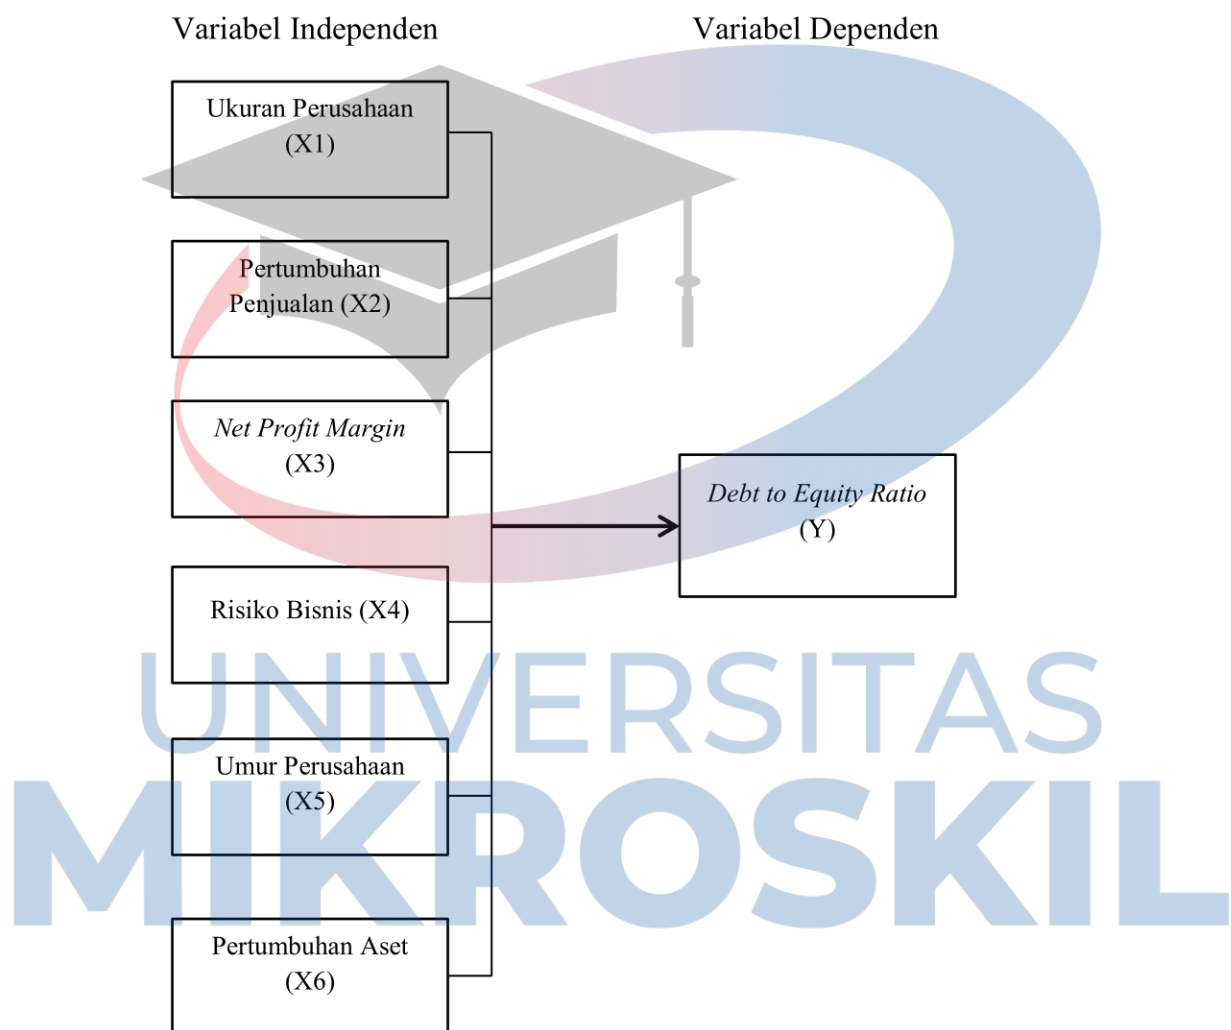 Variabel Independen
Variabel Dependen
Ukuran Perusahaan
(X1)
Pertumbuhan
Penjualan (X2)
Net Profit Margin
(X3)
Debt to Equity Ratio
(Y)
Risiko Bisnis (X4)
UNIVERSITAS
Umur Perusahaan
(X5)
MIKROSKIL
Pertumbuhan Aset
(X6)